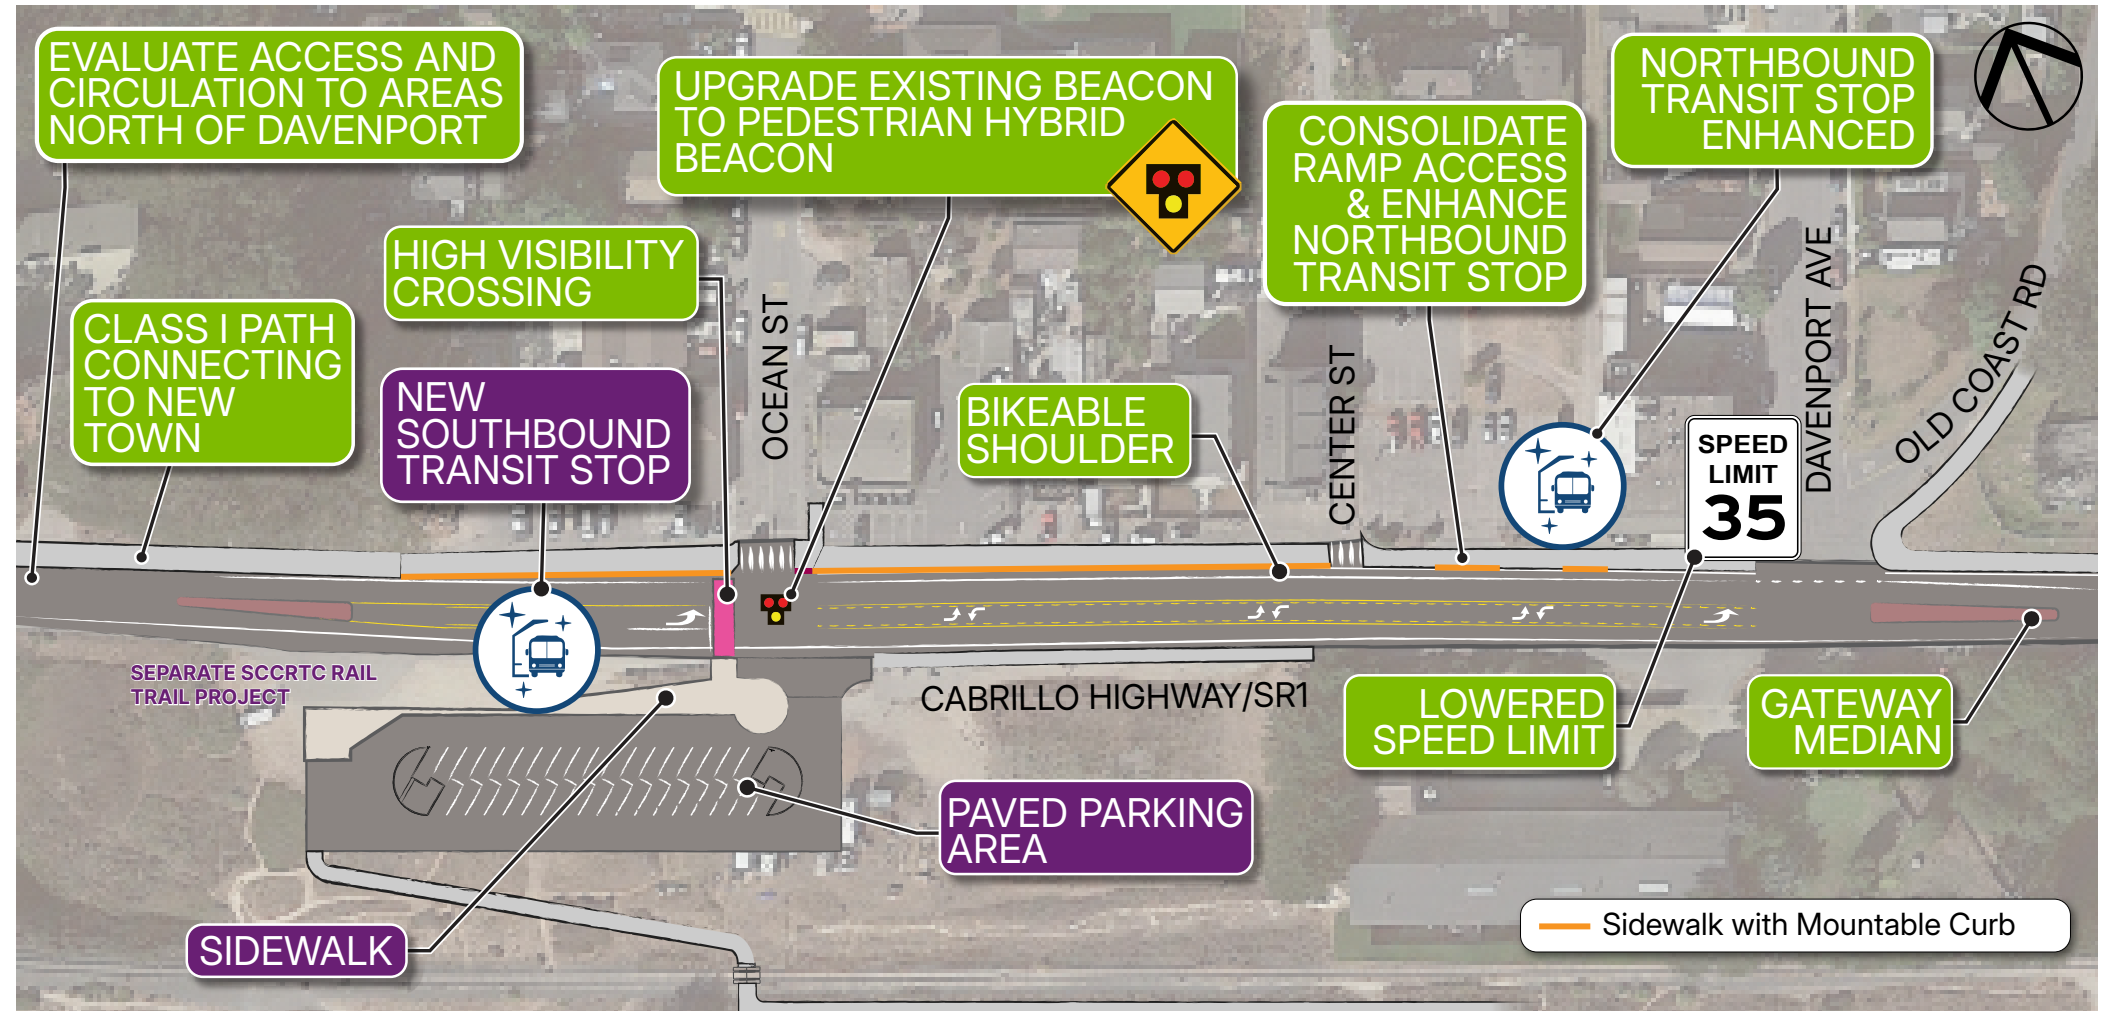 EVALUATE ACCESS AND
CIRCULATION TO AREAS
NORTH OF DAVENPORT
UPGRADE EXISTING BEACON
TO PEDESTRIAN HYBRID
BEACON
CONSOLIDATE
RAMP ACCESS
& ENHANCE
NORTHBOUND
TRANSIT STOP
NORTHBOUND
TRANSIT STOP
ENHANCED
HIGH VISIBILITY
CROSSING
CLASS I PATH
CONNECTING
TO NEW
TOWN
NEW
SOUTHBOUND
TRANSIT STOP
OCEAN ST
BIKEABLE
SHOULDER
CENTER ST
SPEED
LIMIT
35
DAVENPORT AVE
OLD COAST RD
SEPARATE SCCRTC RAIL
TRAIL PROJECT
CABRILLO HIGHWAY/SR1
LOWERED
SPEED LIMIT
GATEWAY
MEDIAN
PAVED PARKING
AREA
SIDEWALK
Sidewalk with Mountable Curb